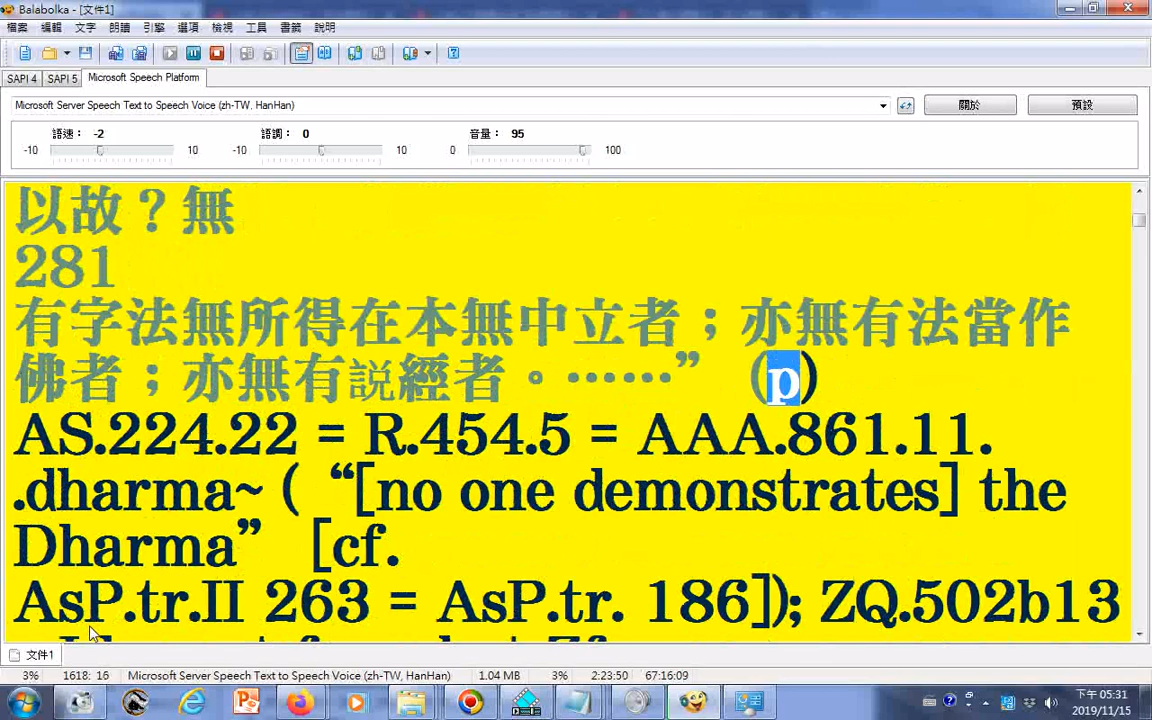 Balabolka - [文件1]
檔案 編輯 文字 朗讀 引擎 選項 檢視 工具 書籤 說明
SAPI 4 SAPI 5 Microsoft Speech Platform
Microsoft Server Speech Text to Speech Voice (zh-TW, HanHan)
關於 預設
語速： -2 語調： 0 音量： 95
-10 10 -10 10 0 100
以故？無
281
有字法無所得在本無中立者；亦無有法當作
佛者；亦無有説經者。⋯⋯” (p)
AS.224.22 = R.454.5 = AAA.861.11.
.dharma~ (“[no one demonstrates] the
Dharma” [cf.
AsP.tr.II 263 = AsP.tr. 186]); ZQ.502b13
文件1
3% 1618: 16 Microsoft Server Speech Text to Speech Voice (zh-TW, HanHan) 1.04 MB 3% 2:23:50 67:16:09
下午 05:31
2019/11/15